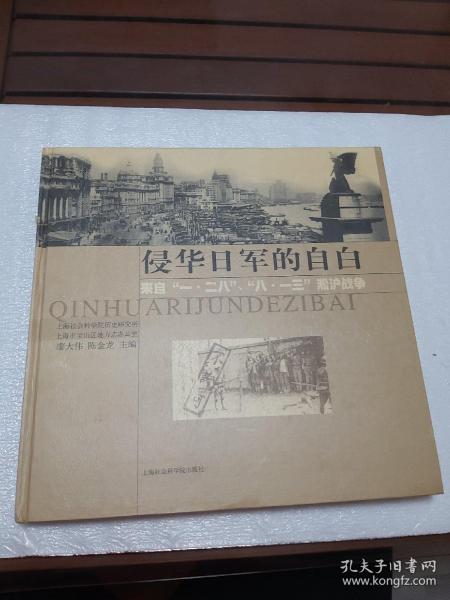 侵华日军的自白
来自“一·二八”、“八·一三”淞沪战争
QINHUARIJUNDEZIBAI
上海社会科学院历史研究所
上海市宝山区地方志办公室
廖大伟 陈金龙 主编
上海社会科学院出版社
孔夫子旧书网
www.kongfz.com